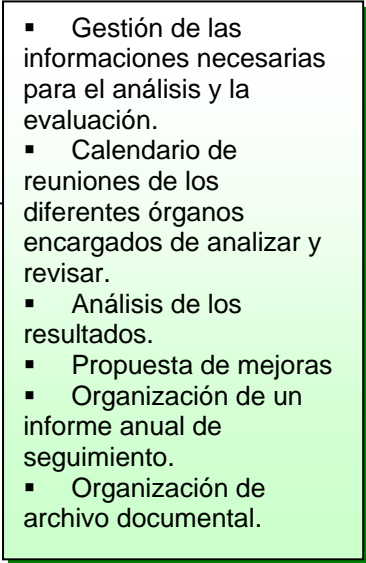 ▪ Gestión de las
informaciones necesarias
para el análisis y la
evaluación.
▪ Calendario de
reuniones de los
diferentes órganos
encargados de analizar y
revisar.
▪ Análisis de los
resultados.
▪ Propuesta de mejoras
▪ Organización de un
informe anual de
seguimiento.
▪ Organización de
archivo documental.